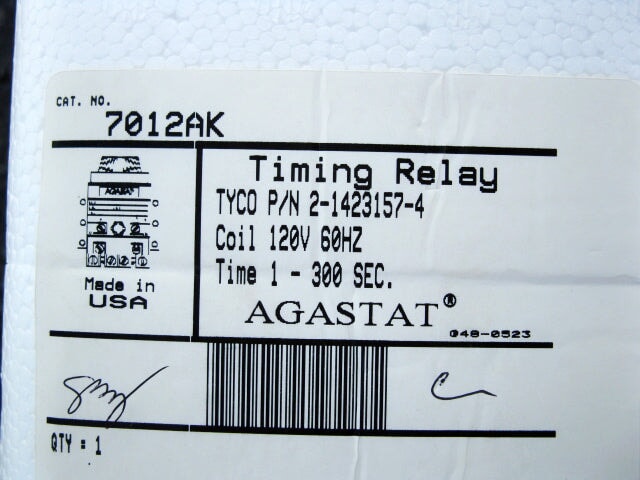 CAT. NO.
7012AK
Timing Relay
TYCO P/N 2-1423157-4
Coil 120V 60HZ
Time 1 - 300 SEC.
AGASTAT®
AGASTAT
Made in
USA
048-0523
QTY = 1